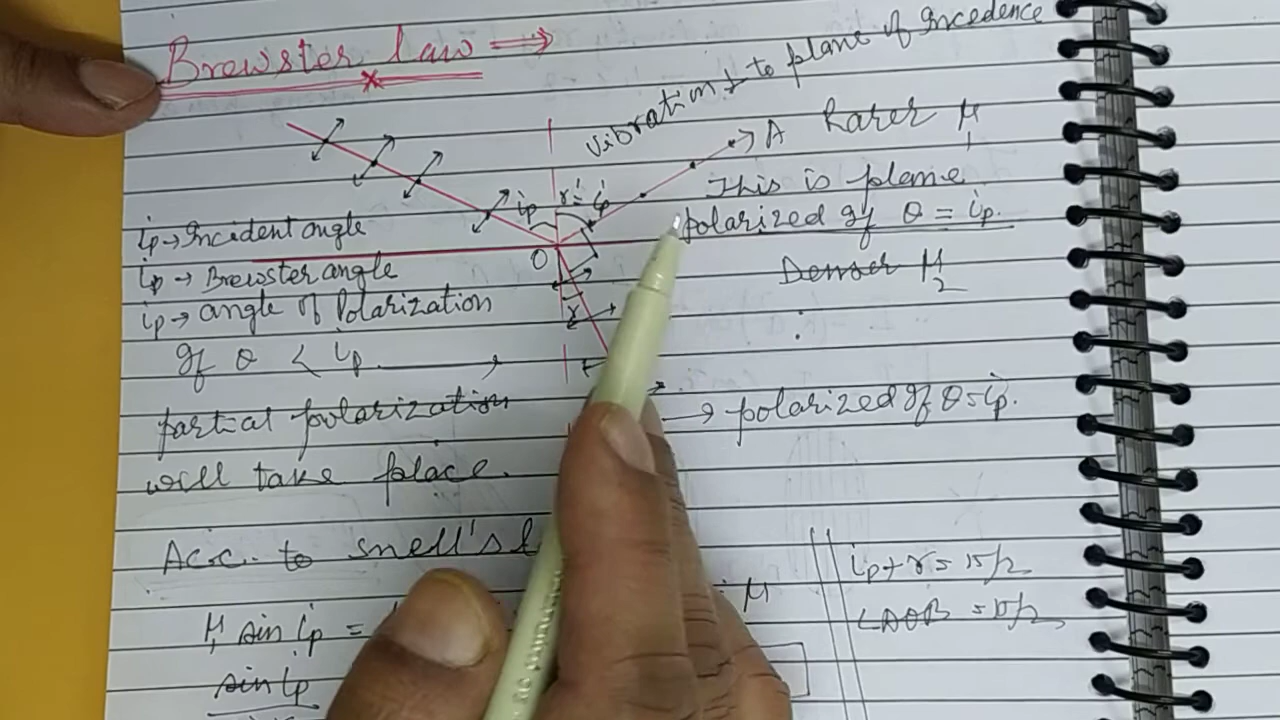 Brewster law ⇒
Vibration ⊥ to plane of Incedence
A Rarer μ1
This is plane
polarized If θ = ip.
ip r' = i'p
ip → Incident angle
O
Denser μ2
ip → Brewster angle
ip → angle of Polarization
r
If θ < ip →
partial polarization
→ polarized If θ = ip.
will take place.
Acc. to snell's l
ip + r = π/2
μ1 sin ip =
μ
∠AOB = π/2
sin ip